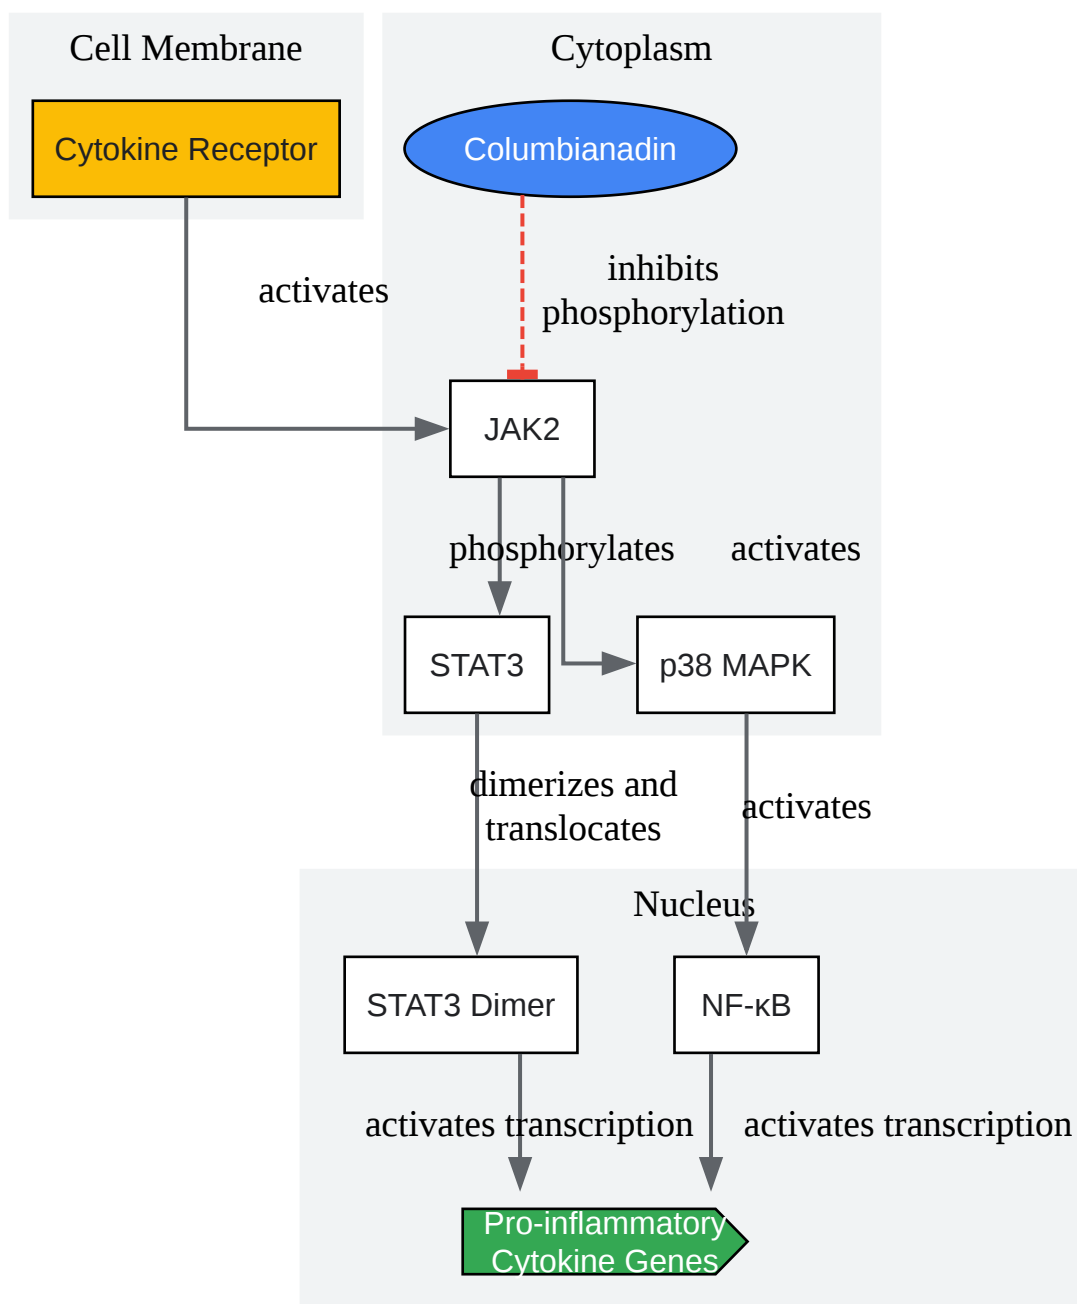 Cell Membrane
Cytoplasm
Cytokine Receptor
Columbianadin
activates
inhibits
phosphorylation
JAK2
phosphorylates
activates
STAT3
p38 MAPK
dimerizes and
translocates
activates
Nucleus
STAT3 Dimer
NF-κB
activates transcription
activates transcription
Pro-inflammatory
Cytokine Genes